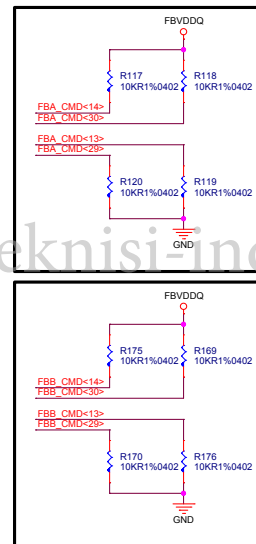 FBVDDQ
R117
10KR1%0402
R118
10KR1%0402
FBA_CMD<14>
FBA_CMD<30>
FBA_CMD<13>
FBA_CMD<29>
R120
10KR1%0402
R119
10KR1%0402
GND
eknisi-ind
FBVDDQ
R175
10KR1%0402
R169
10KR1%0402
FBB_CMD<14>
FBB_CMD<30>
FBB_CMD<13>
FBB_CMD<29>
R170
10KR1%0402
R176
10KR1%0402
GND